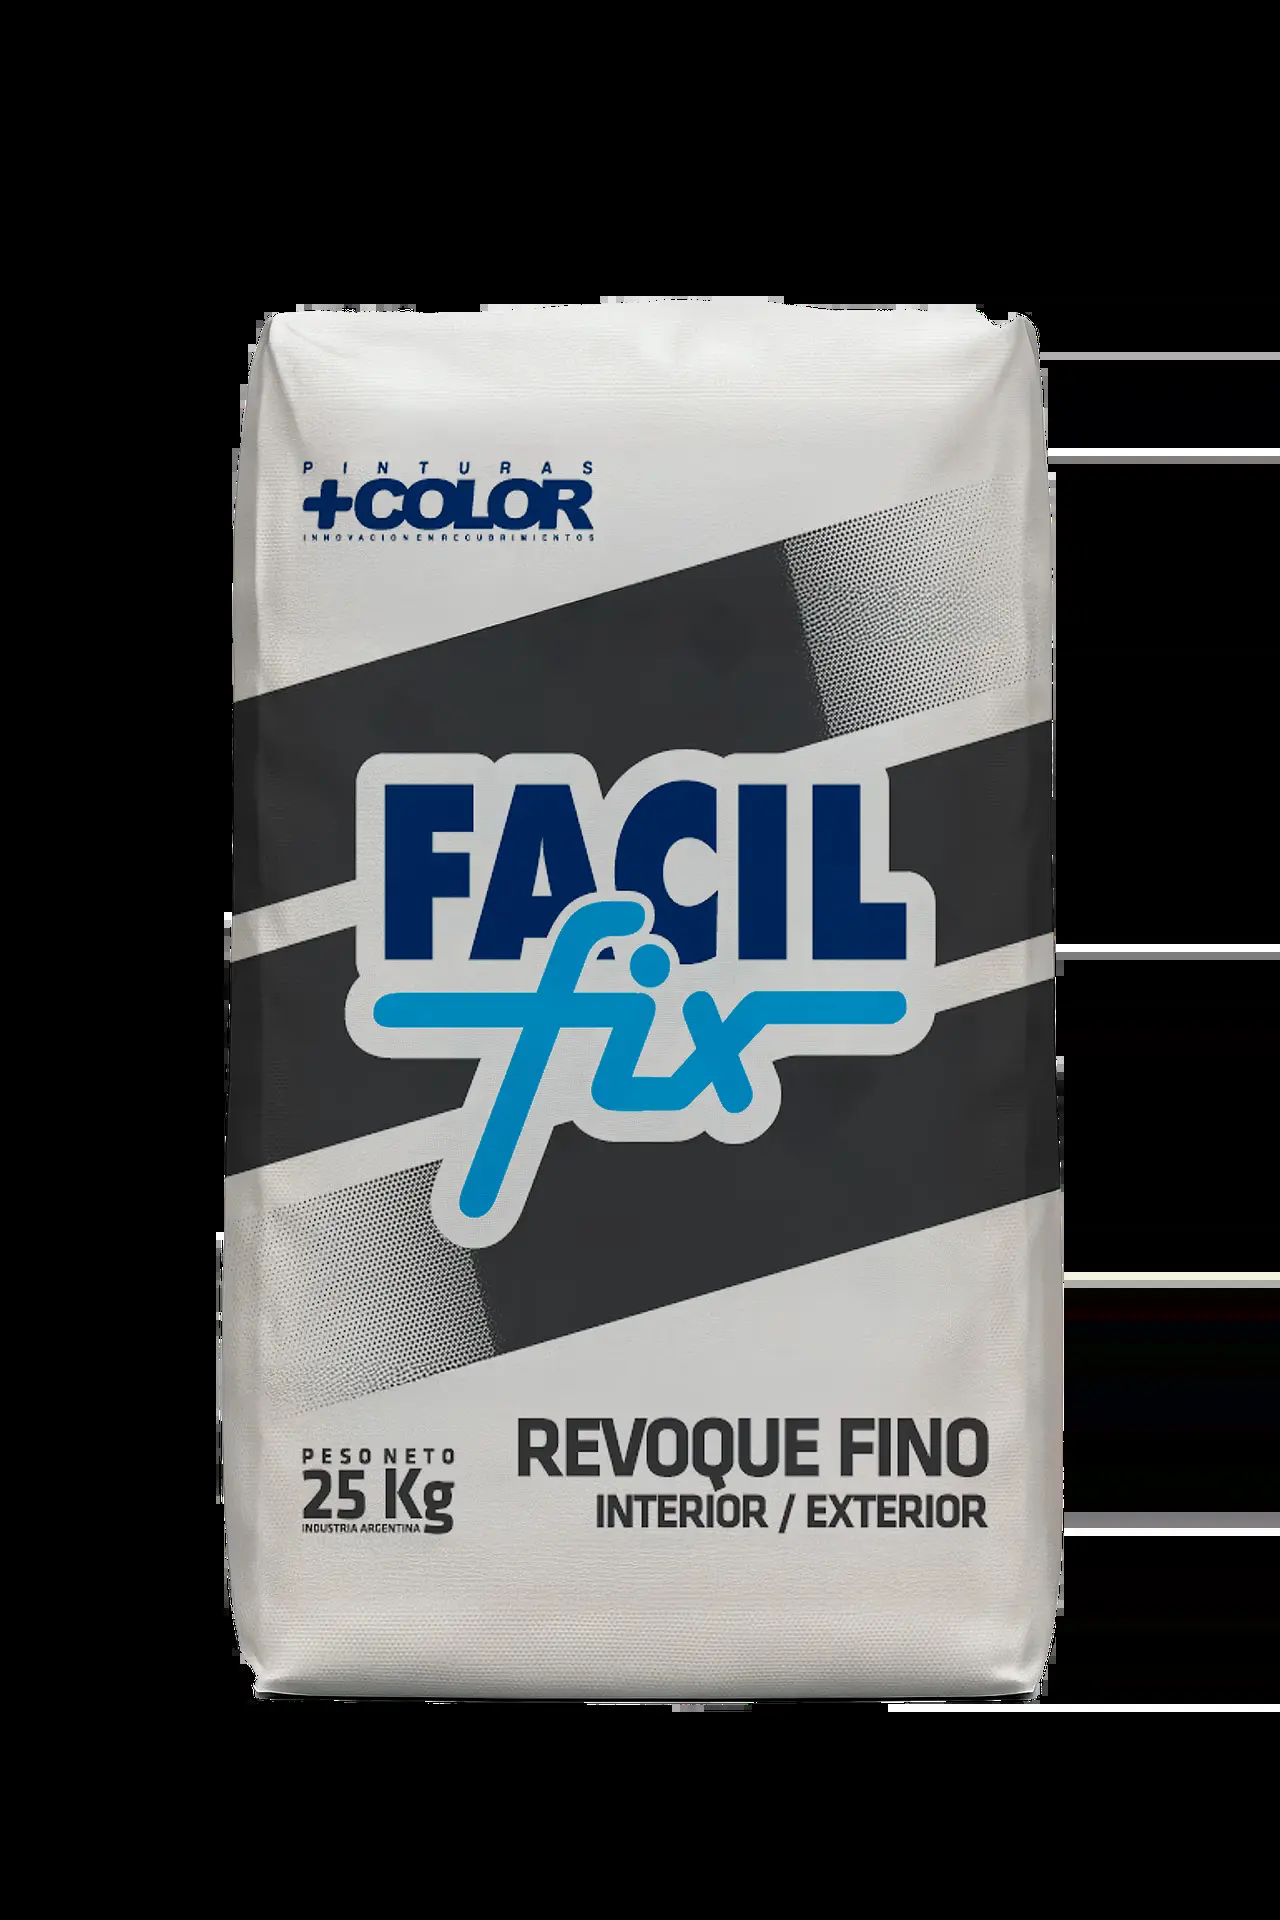 PINTURAS
+COLOR
INNOVACION EN RECUBRIMIENTOS
FACIL
fix
REVOQUE FINO
INTERIOR / EXTERIOR
PESO NETO
25 Kg
INDUSTRIA ARGENTINA